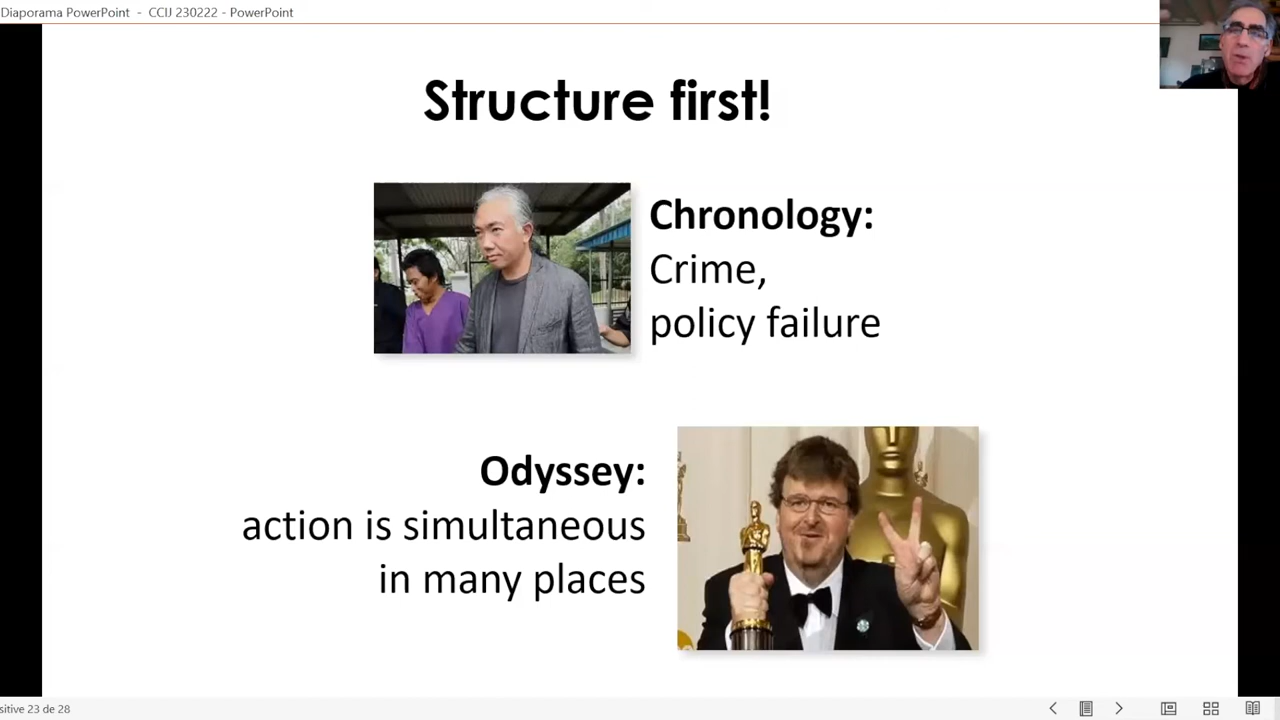 Diaporama PowerPoint - CCIJ 230222 - PowerPoint
Structure first!
Chronology:
Crime,
policy failure
Odyssey:
action is simultaneous
in many places
sitive 23 de 28